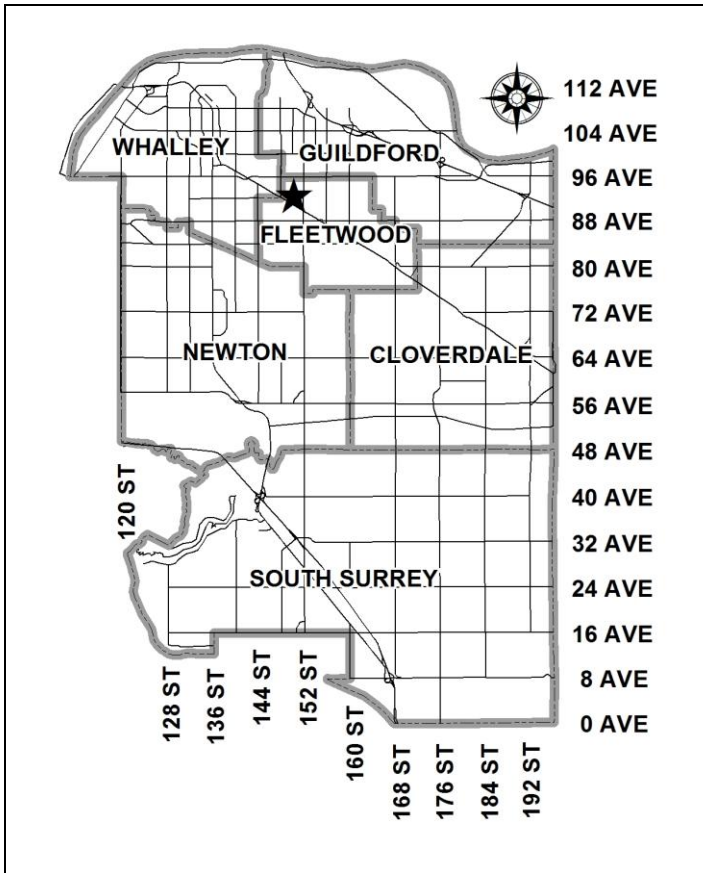 112 AVE
104 AVE
WHALLEY
GUILDFORD
96 AVE
88 AVE
FLEETWOOD
80 AVE
72 AVE
NEWTON
CLOVERDALE
64 AVE
56 AVE
48 AVE
120 ST
40 AVE
32 AVE
SOUTH SURREY
24 AVE
16 AVE
8 AVE
0 AVE
128 ST
136 ST
144 ST
152 ST
160 ST
168 ST
176 ST
184 ST
192 ST